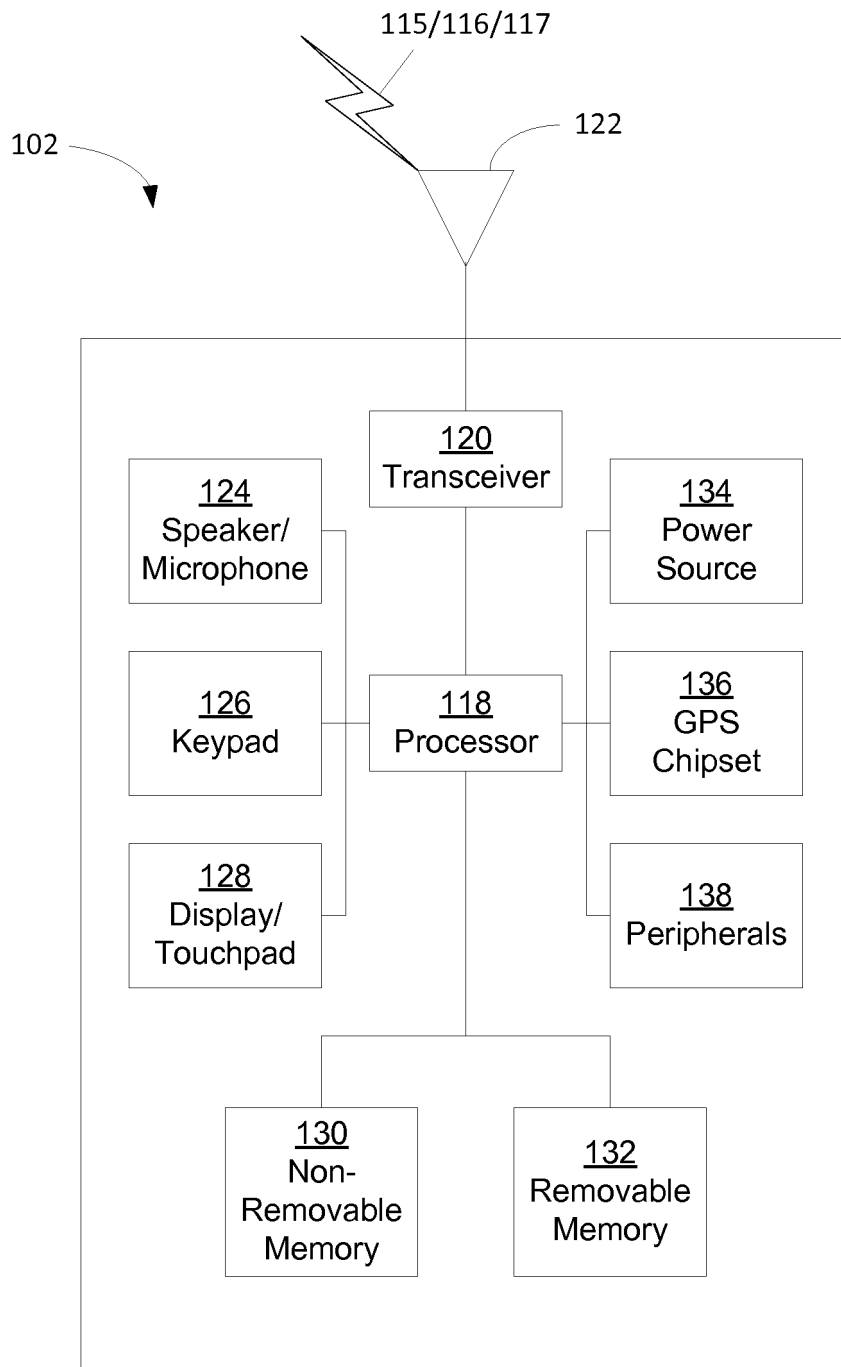 115/116/117
122
102
120
Transceiver
124
Speaker/
Microphone
134
Power
Source
126
Keypad
118
Processor
136
GPS
Chipset
128
Display/
Touchpad
138
Peripherals
130
Non-
Removable
Memory
132
Removable
Memory